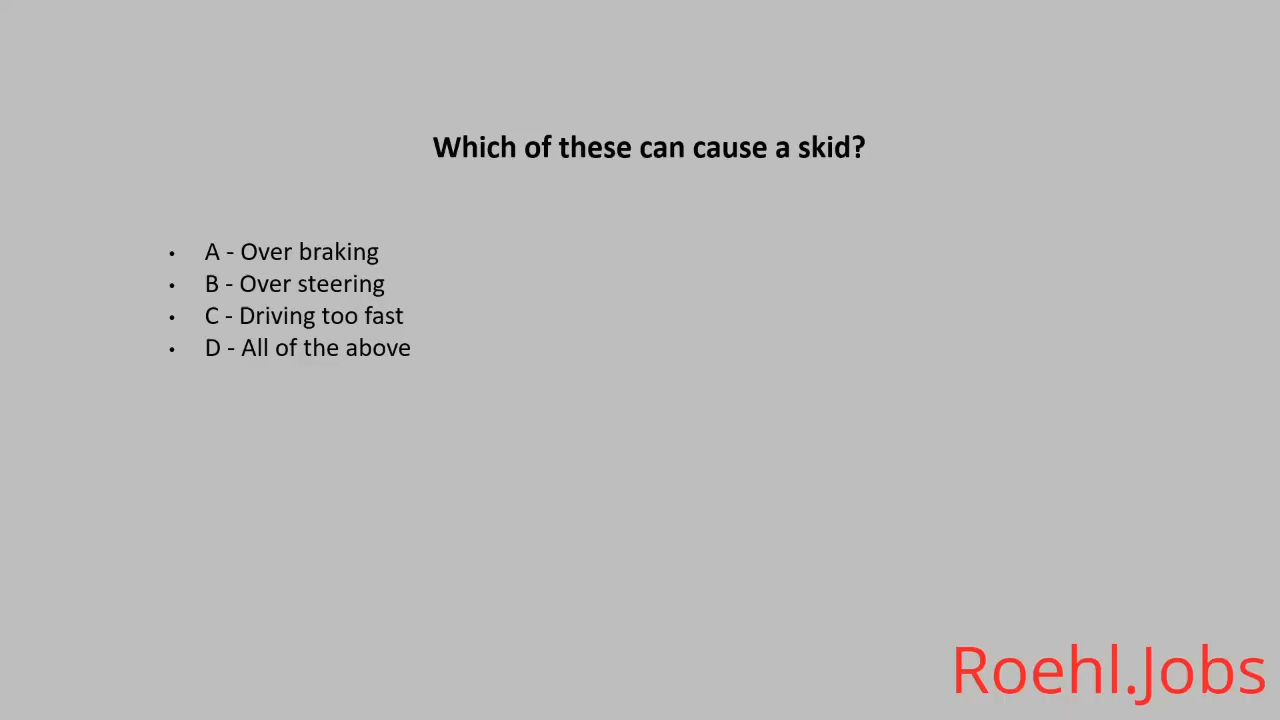 Which of these can cause a skid?
• A - Over braking
• B - Over steering
• C - Driving too fast
• D - All of the above
Roehl.Jobs